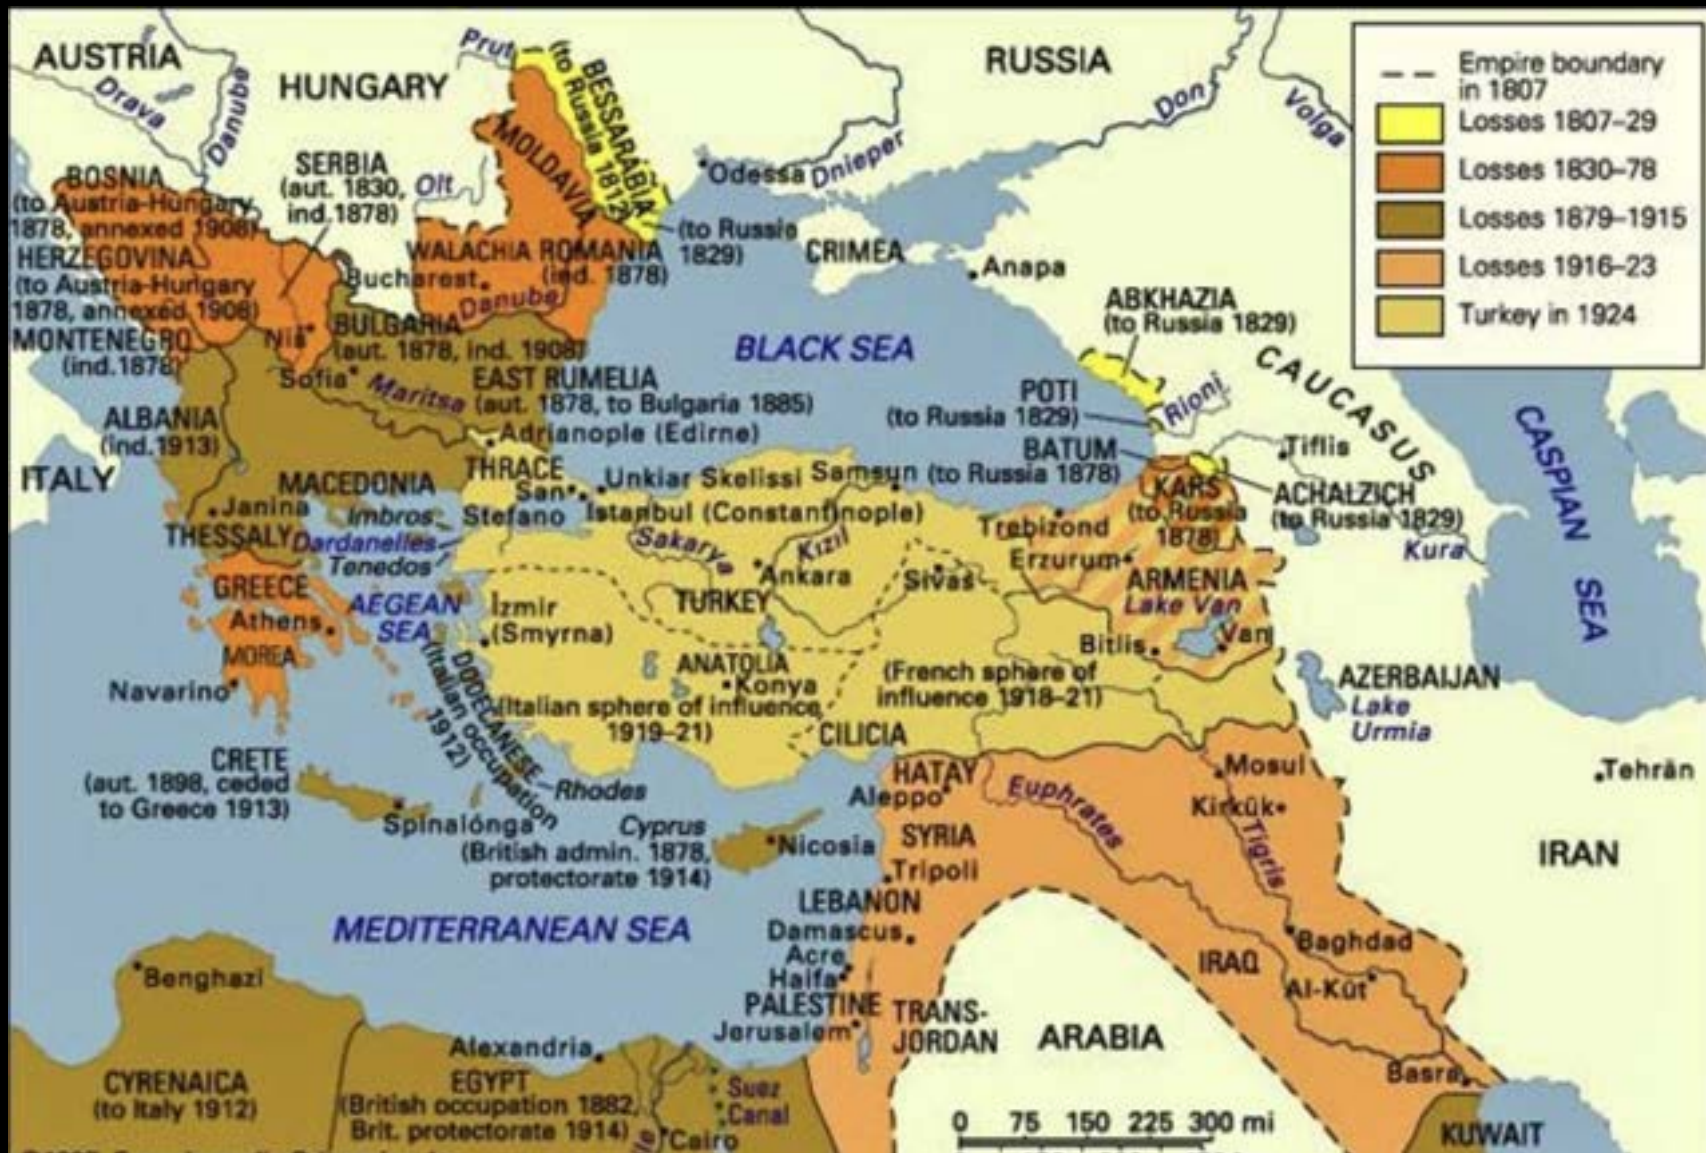 AUSTRIA
Drava
Danube
HUNGARY
Prut
BESSARABIA
(to Russia 1812)
MOLDAVIA
RUSSIA
Don
Volga
Dnieper
Odessa
Empire boundary
in 1807
Losses 1807–29
Losses 1830–78
Losses 1879–1915
Losses 1916–23
Turkey in 1924
BOSNIA
(to Austria-Hungary
1878, annexed 1908)
HERZEGOVINA
(to Austria-Hungary
1878, annexed 1908)
MONTENEGRO
(ind.1878)
SERBIA
(aut. 1830,
ind.1878)
Olt
WALACHIA
ROMANIA
(ind. 1878)
Bucharest
Danube
(to Russia
1829)
CRIMEA
Anapa
Niš
BULGARIA
(aut. 1878, ind. 1908)
Sofia
Maritsa
EAST RUMELIA
(aut. 1878, to Bulgaria 1885)
BLACK SEA
ABKHAZIA
(to Russia 1829)
CAUCASUS
POTI
(to Russia 1829)
Rioni
BATUM
(to Russia 1878)
Tiflis
CASPIAN SEA
ALBANIA
(ind.1913)
ITALY
Adrianople (Edirne)
THRACE
MACEDONIA
San
Stefano
Unkiar Skelissi
Samsun
Istanbul (Constantinople)
KARS
(to Russia
1878)
ACHALZICH
(to Russia 1829)
Kura
Janina
Imbros
THESSALY
Dardanelles
Tenedos
Sakarya
Kizil
Trebizond
Erzurum
Ankara
Sivas
ARMENIA
Lake Van
Van
Bitlis
GREECE
Athens
AEGEAN
SEA
İzmir
(Smyrna)
TURKEY
MOREA
Navarino
ANATOLIA
Konya
(Italian sphere of influence
1919–21)
(French sphere of
influence 1918–21)
CILICIA
AZERBAIJAN
Lake
Urmia
DODECANESE
(Italian occupation
1912)
Rhodes
CRETE
(aut. 1898, ceded
to Greece 1913)
Spinalónga
Cyprus
(British admin. 1878,
protectorate 1914)
Nicosia
HATAY
Aleppo
Euphrates
Mosul
Kirkūk
Tigris
Tehrān
SYRIA
Tripoli
IRAN
LEBANON
Damascus
Acre
Haifa
PALESTINE
Jerusalem
TRANS-
JORDAN
MEDITERRANEAN SEA
Baghdad
IRAQ
Al-Kūt
Basra
ARABIA
Benghazi
CYRENAICA
(to Italy 1912)
Alexandria
EGYPT
(British occupation 1882,
Brit. protectorate 1914)
Suez
Canal
Cairo
0 75 150 225 300 mi
KUWAIT